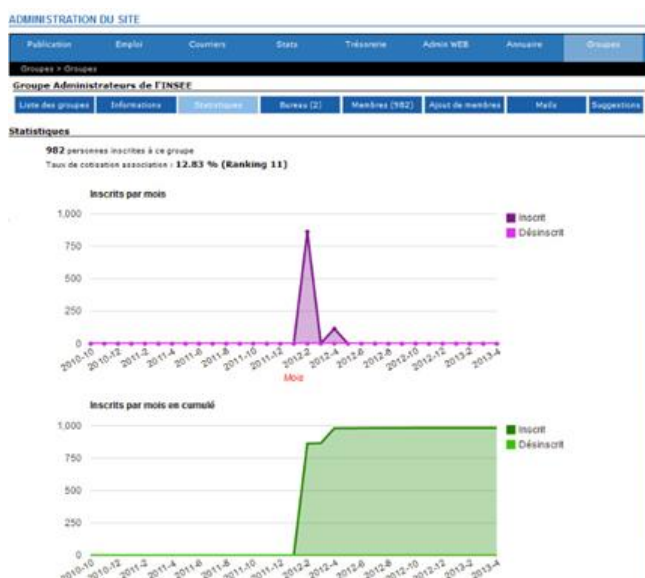 ADMINISTRATION DU SITE
Publication Emploi Courriers Stats Trésorerie Admin WEB Annuaire Groupes
Groupes > Groupes
Groupe Administrateurs de l'INSEE
Liste des groupes Informations Statistiques Bureau (2) Membres (982) Ajout de membres Mails Suggestions
Statistiques
982 personnes inscrites à ce groupe
Taux de cotisation association : 12.83 % (Ranking 11)
Inscrits par mois
1,000
750
500
250
0
Inscrit
Désinscrit
2010-10 2010-12 2011-2 2011-4 2011-6 2011-8 2011-10 2011-12 2012-2 2012-4 2012-6 2012-8 2012-10 2012-12 2013-2 2013-4
Mois
Inscrits par mois en cumulé
1,000
750
500
250
0
Inscrit
Désinscrit
2010-10 2010-12 2011-2 2011-4 2011-6 2011-8 2011-10 2011-12 2012-2 2012-4 2012-6 2012-8 2012-10 2012-12 2013-2 2013-4